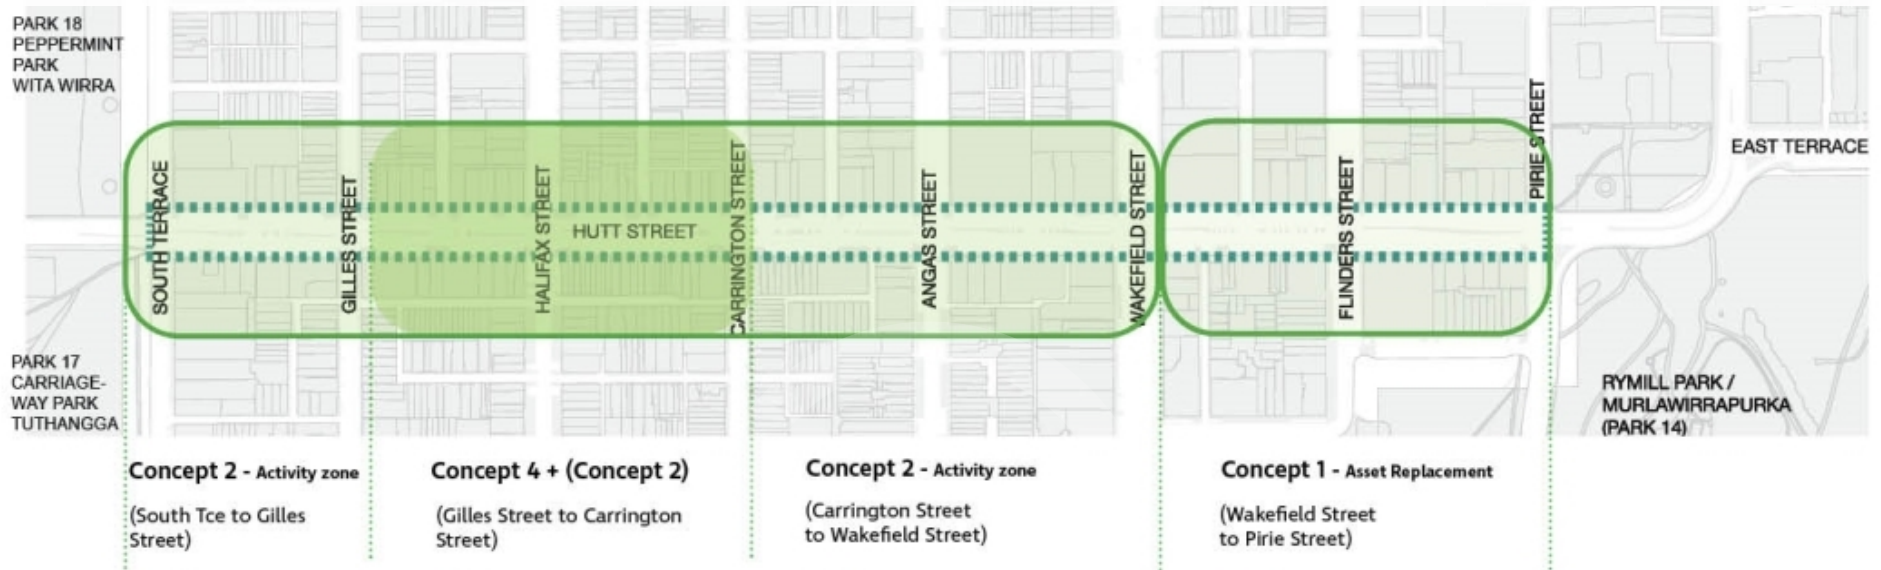 PARK 18
PEPPERMINT
PARK
WITA WIRRA
SOUTH TERRACE
GILLES STREET
HALIFAX STREET
HUTT STREET
CARRINGTON STREET
ANGAS STREET
WAKEFIELD STREET
FLINDERS STREET
PIRIE STREET
EAST TERRACE
PARK 17
CARRIAGE-
WAY PARK
TUTHANGGA
RYMILL PARK /
MURLAWIRRAPURKA
(PARK 14)
Concept 2 - Activity zone
(South Tce to Gilles
Street)
Concept 4 + (Concept 2)
(Gilles Street to Carrington
Street)
Concept 2 - Activity zone
(Carrington Street
to Wakefield Street)
Concept 1 - Asset Replacement
(Wakefield Street
to Pirie Street)